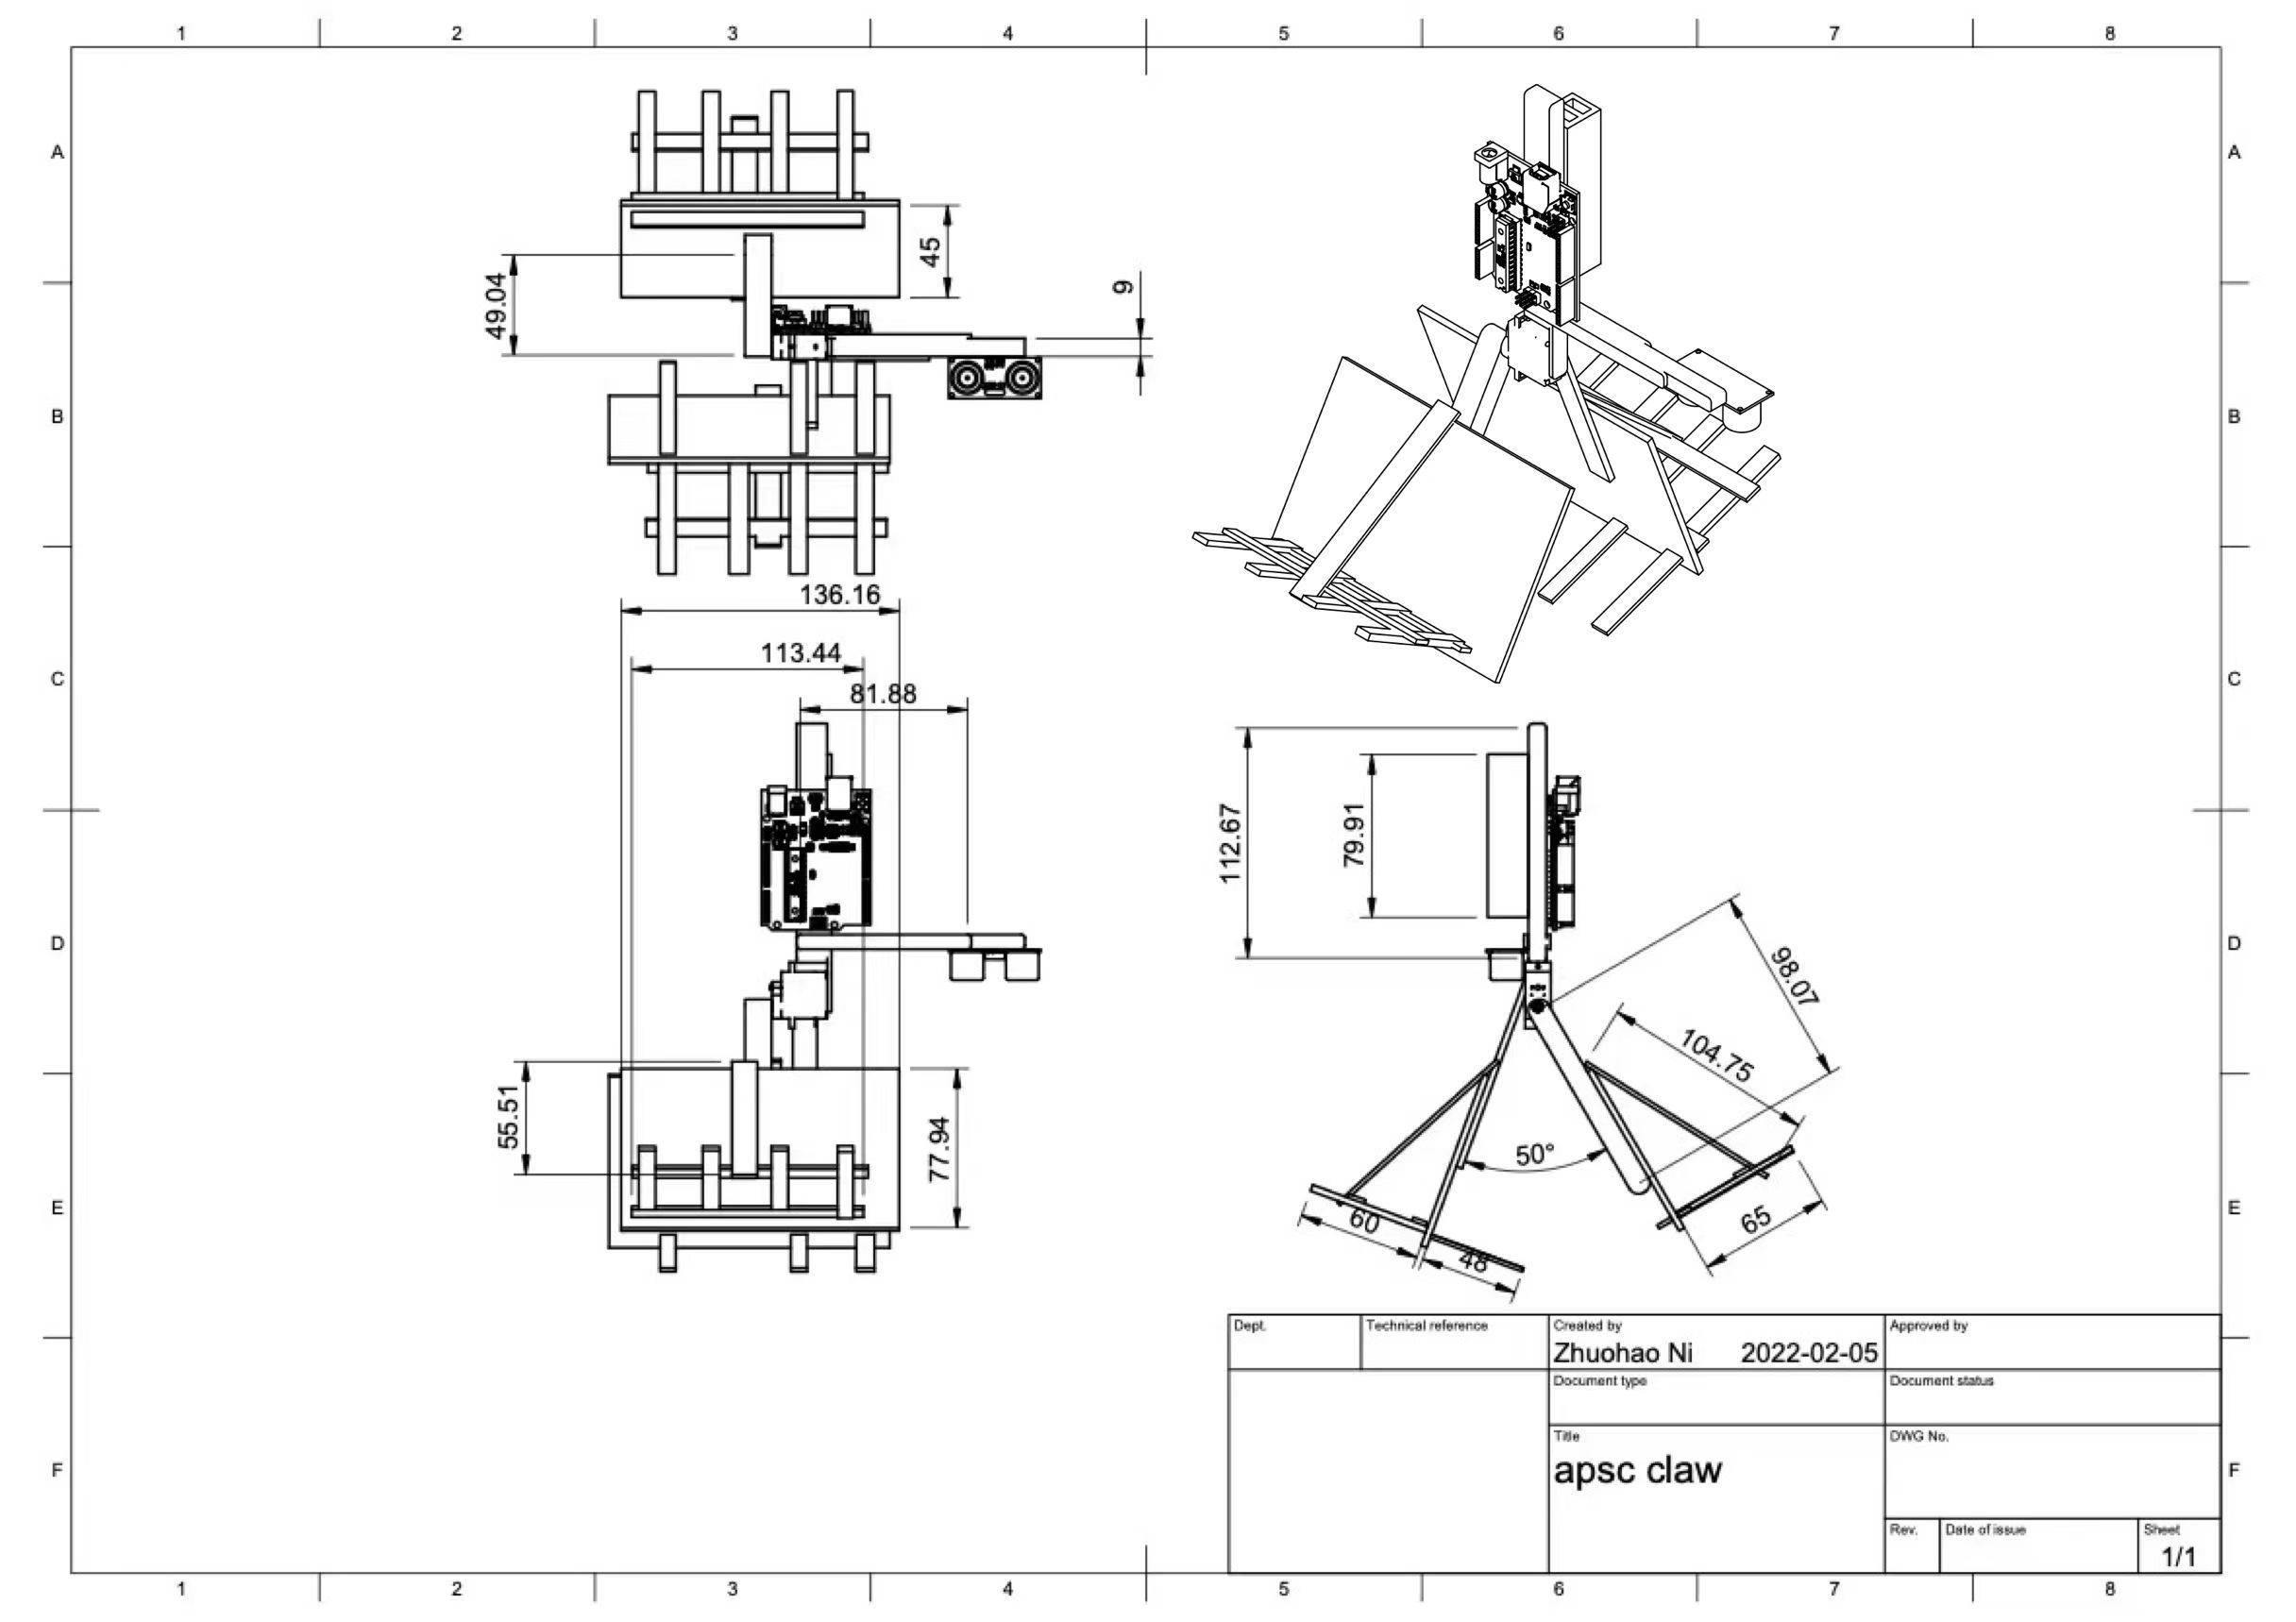 1 2 3 4 5 6 7 8
A A
45
49.04
9
B B
136.16
113.44
C C
81.88
112.67
79.91
D D
98.07
104.75
55.51
77.94
50°
E E
60
48
65
Dept.
Technical reference
Created by
Zhuohao Ni 2022-02-05
Approved by
Document type
Document status
Title
apsc claw
DWG No.
F F
Rev.
Date of issue
Sheet
1/1
1 2 3 4 5 6 7 8